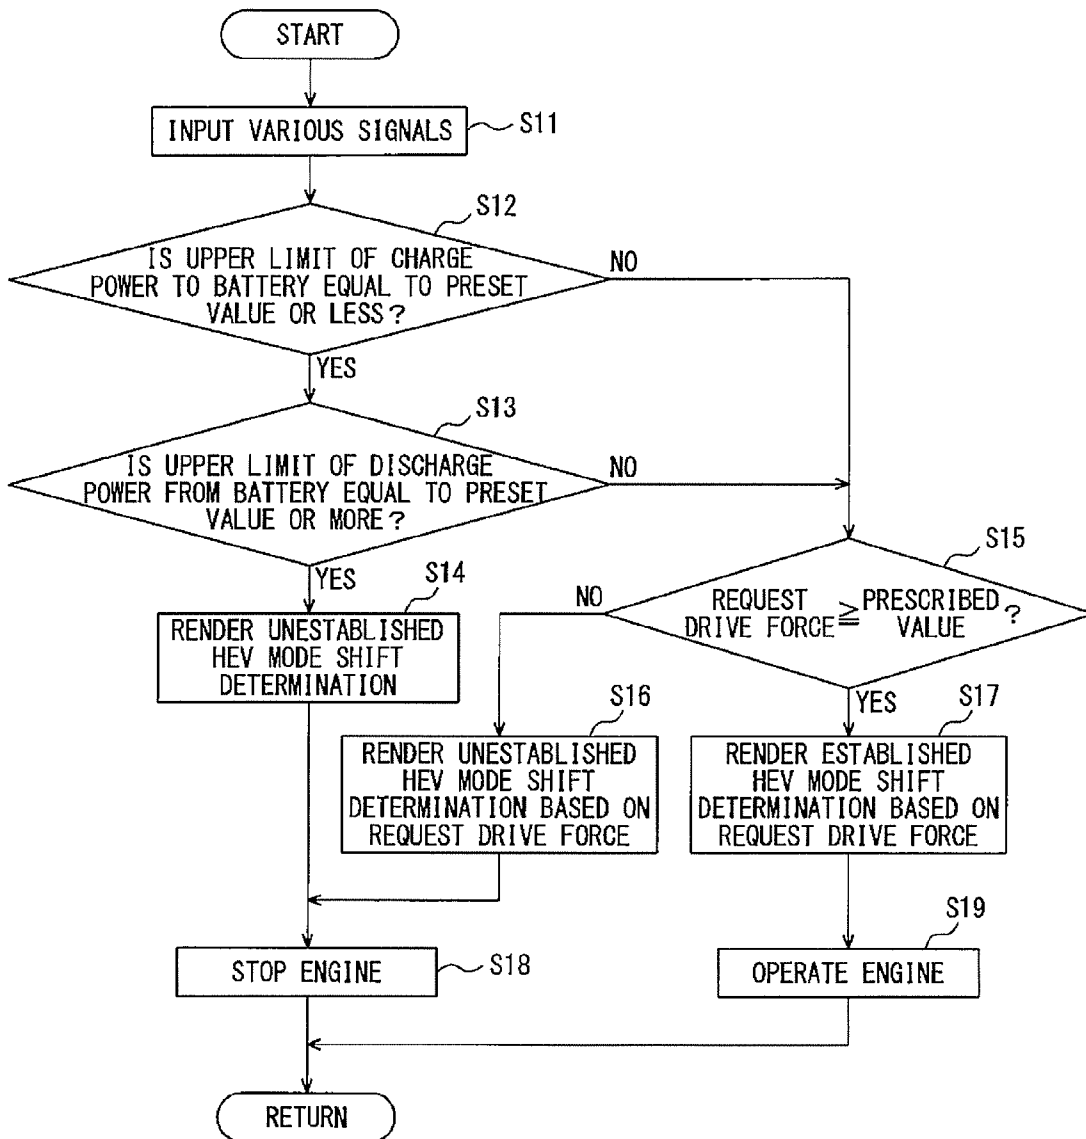 START
INPUT VARIOUS SIGNALS
S11
S12
IS UPPER LIMIT OF CHARGE
POWER TO BATTERY EQUAL TO PRESET
VALUE OR LESS?
NO
YES
S13
IS UPPER LIMIT OF DISCHARGE
POWER FROM BATTERY EQUAL TO PRESET
VALUE OR MORE?
NO
YES
S14
RENDER UNESTABLISHED
HEV MODE SHIFT
DETERMINATION
S15
REQUEST DRIVE FORCE ≧ PRESCRIBED VALUE ?
NO
YES
S16
RENDER UNESTABLISHED
HEV MODE SHIFT
DETERMINATION BASED ON
REQUEST DRIVE FORCE
S17
RENDER ESTABLISHED
HEV MODE SHIFT
DETERMINATION BASED ON
REQUEST DRIVE FORCE
STOP ENGINE
S18
S19
OPERATE ENGINE
RETURN